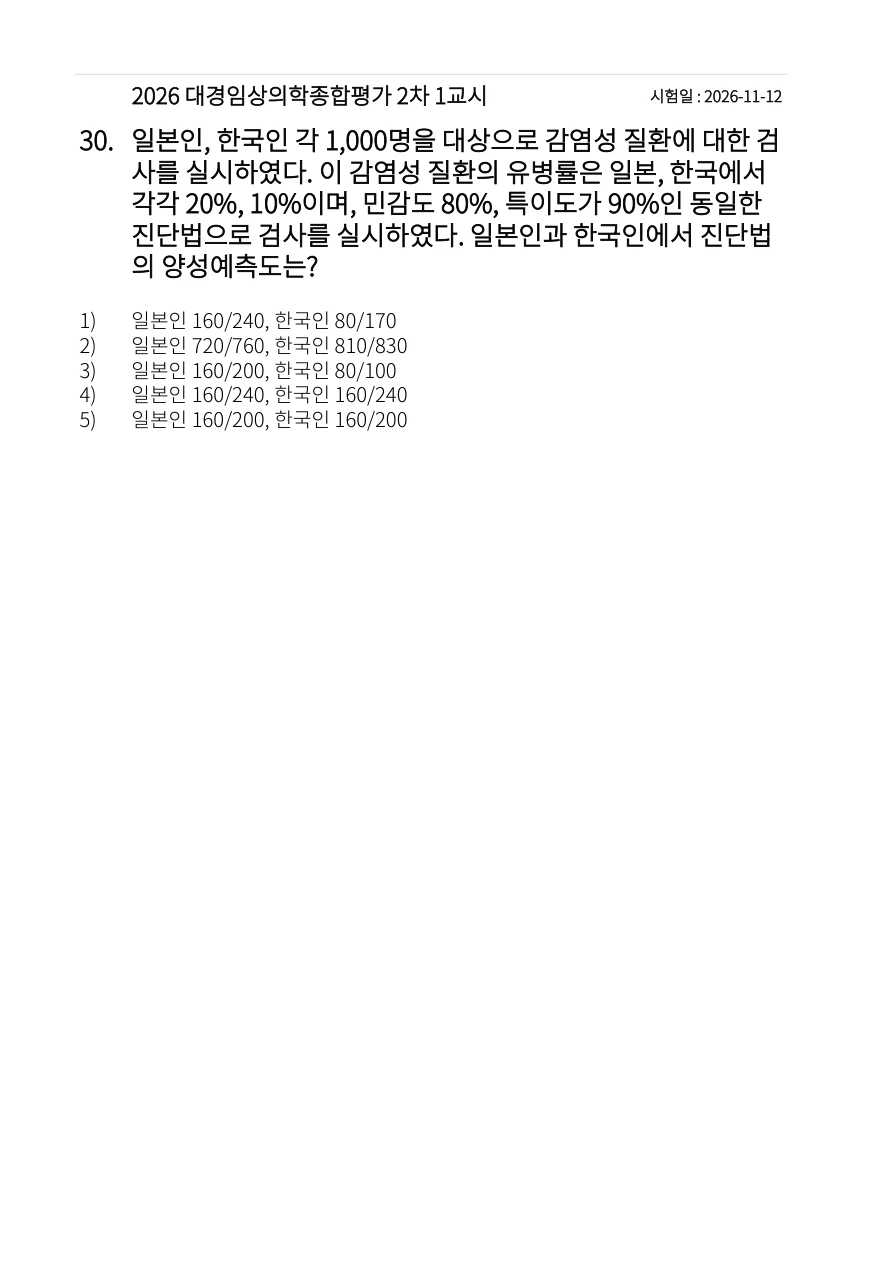 2026 대경임상의학종합평가 2차 1교시 시험일 : 2026-11-12
30. 일본인, 한국인 각 1,000명을 대상으로 감염성 질환에 대한 검
사를 실시하였다. 이 감염성 질환의 유병률은 일본, 한국에서
각각 20%, 10%이며, 민감도 80%, 특이도가 90%인 동일한
진단법으로 검사를 실시하였다. 일본인과 한국인에서 진단법
의 양성예측도는?
1) 일본인 160/240, 한국인 80/170
2) 일본인 720/760, 한국인 810/830
3) 일본인 160/200, 한국인 80/100
4) 일본인 160/240, 한국인 160/240
5) 일본인 160/200, 한국인 160/200